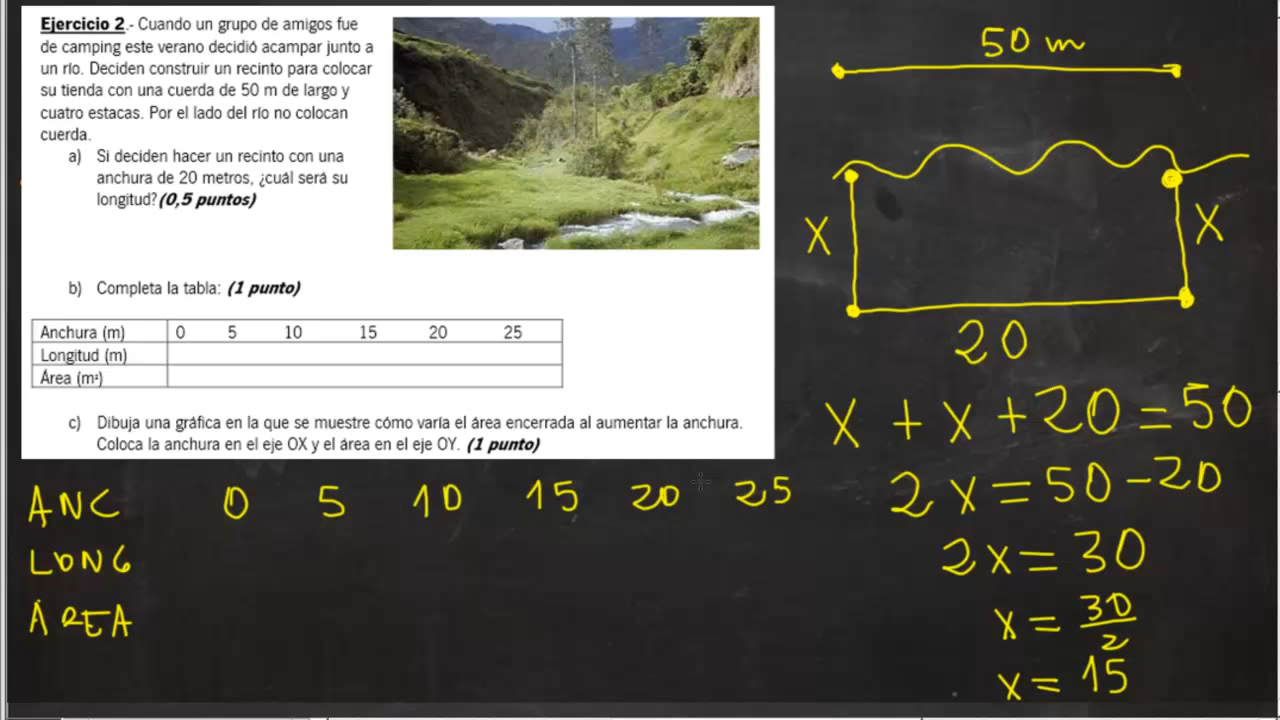 Ejercicio 2.- Cuando un grupo de amigos fue
de camping este verano decidió acampar junto a
un río. Deciden construir un recinto para colocar
su tienda con una cuerda de 50 m de largo y
cuatro estacas. Por el lado del río no colocan
cuerda.
a) Si deciden hacer un recinto con una
anchura de 20 metros, ¿cuál será su
longitud? (0,5 puntos)
b) Completa la tabla: (1 punto)
Anchura (m) 0 5 10 15 20 25
Longitud (m)
Área (m²)
c) Dibuja una gráfica en la que se muestre cómo varía el área encerrada al aumentar la anchura.
Coloca la anchura en el eje OX y el área en el eje OY. (1 punto)
ANC 0 5 10 15 20 25
LONG
ÁREA
50 m
X X
20
X + X + 20 = 50
2X = 50 - 20
2X = 30
X = 30/2
X = 15